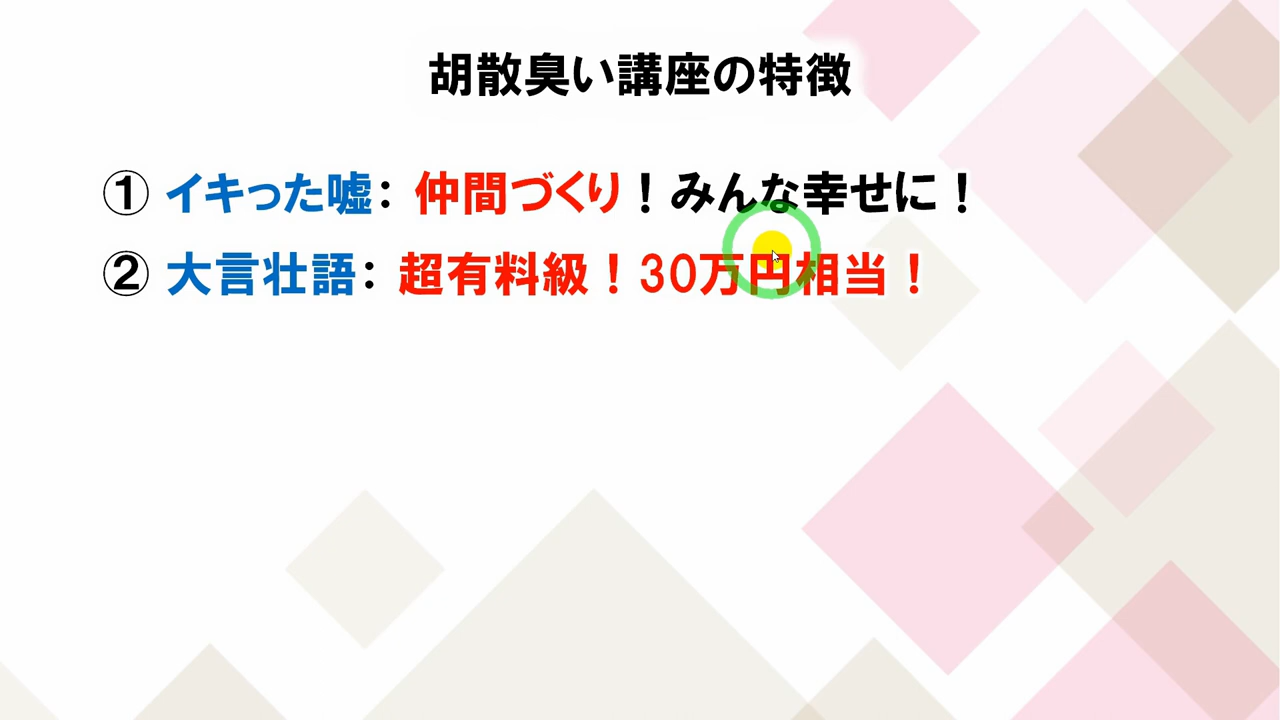 胡散臭い講座の特徴
① イキった嘘：仲間づくり！みんな幸せに！
② 大言壮語：超有料級！30万円相当！